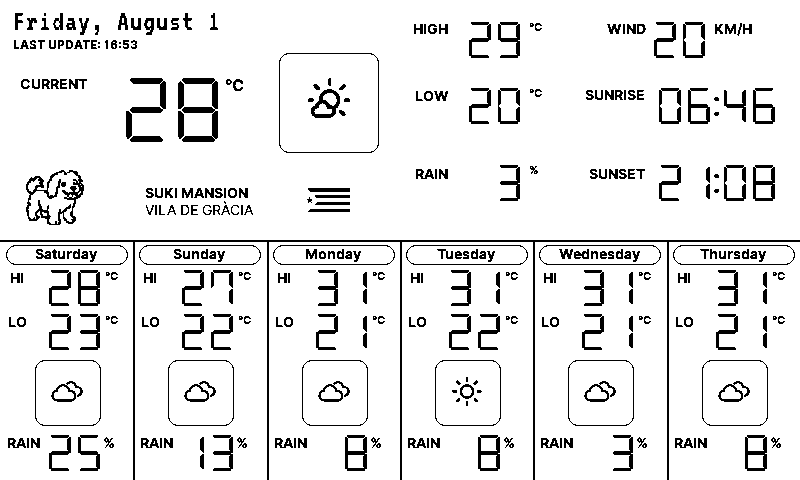 Friday, August 1
LAST UPDATE: 16:53
CURRENT 28 °C
HIGH 29 °C
WIND 20 KM/H
LOW 20 °C
SUNRISE 06:46
RAIN 3 %
SUNSET 21:08
SUKI MANSION
VILA DE GRÀCIA
Saturday
HI 28 °C
LO 23 °C
RAIN 25 %
Sunday
HI 27 °C
LO 22 °C
RAIN 13 %
Monday
HI 31 °C
LO 21 °C
RAIN 8 %
Tuesday
HI 31 °C
LO 22 °C
RAIN 8 %
Wednesday
HI 31 °C
LO 21 °C
RAIN 3 %
Thursday
HI 31 °C
LO 21 °C
RAIN 8 %